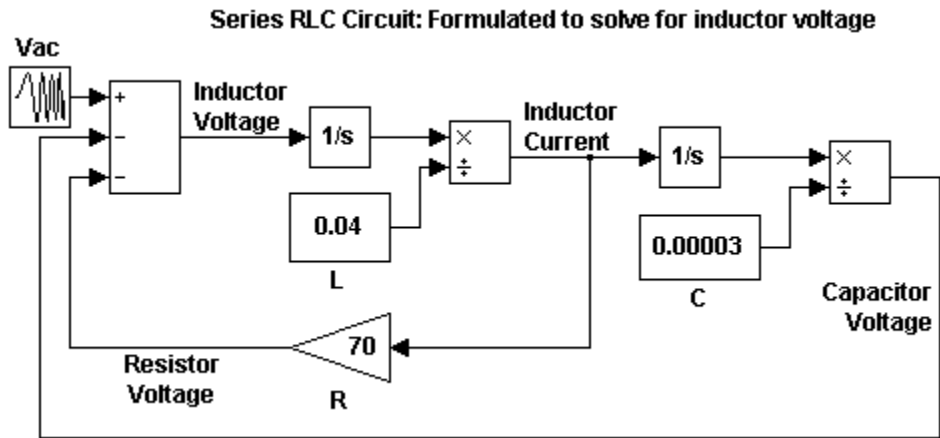 Series RLC Circuit: Formulated to solve for inductor voltage
Vac
+
−
−
Inductor
Voltage
1/s
×
÷
Inductor
Current
1/s
×
÷
0.04
L
0.00003
C
Capacitor
Voltage
70
R
Resistor
Voltage